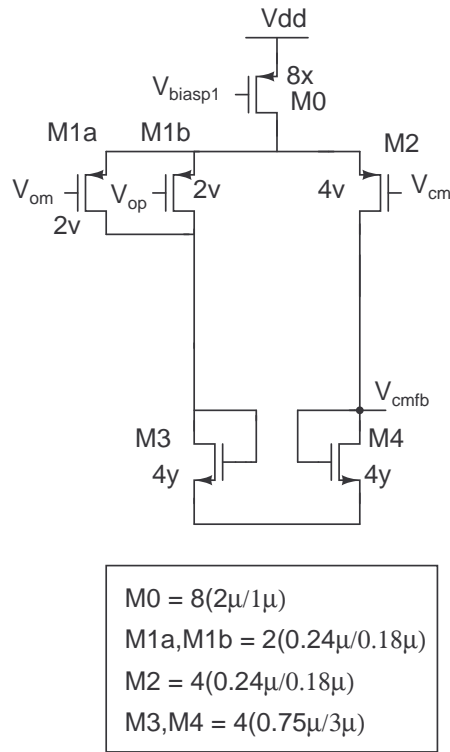 Vdd
8x
V_biasp1
M0
M1a M1b
M2
V_om
V_op
2v
4v
V_cm
2v
V_cmfb
M3
M4
4y
4y
M0 = 8(2μ/1μ)
M1a,M1b = 2(0.24μ/0.18μ)
M2 = 4(0.24μ/0.18μ)
M3,M4 = 4(0.75μ/3μ)